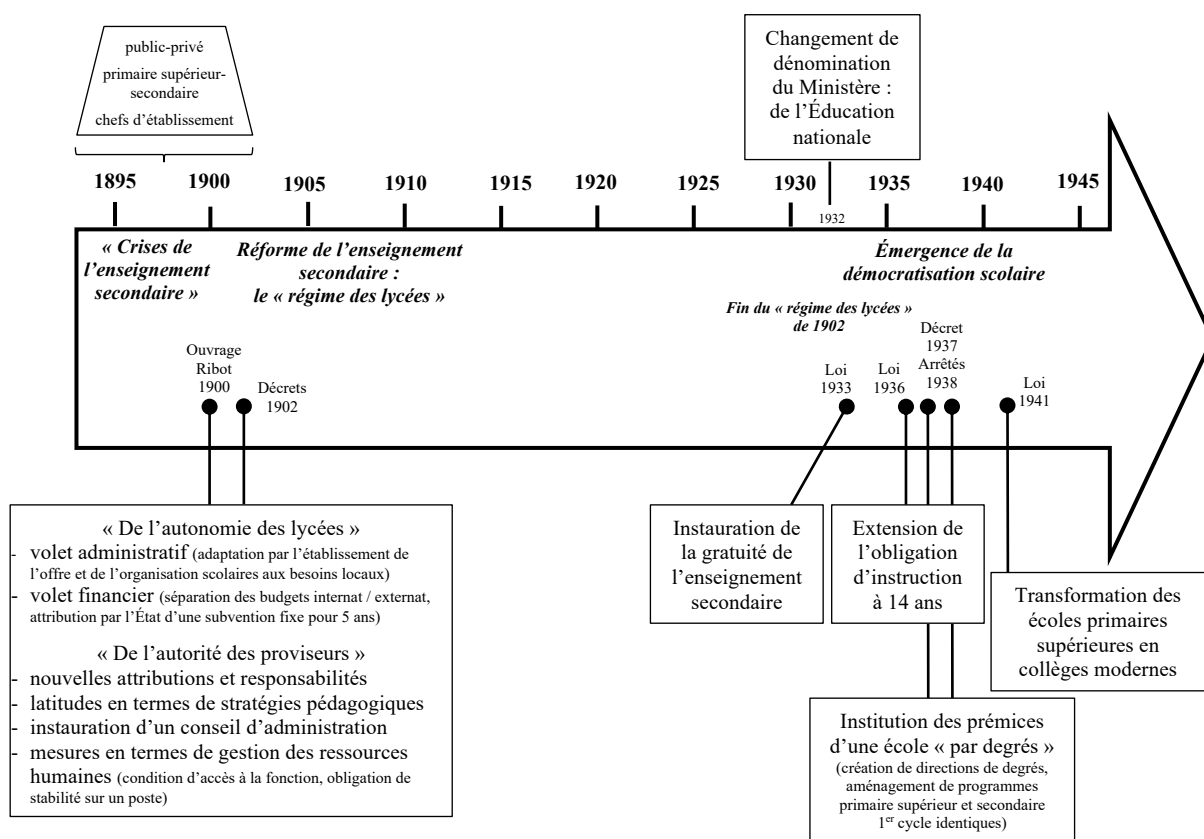 public-privé
primaire supérieur-
secondaire
chefs d'établissement
Changement de
dénomination
du Ministère :
de l'Éducation
nationale
1895 1900 1905 1910 1915 1920 1925 1930 1935 1940 1945
1932
« Crises de
l'enseignement
secondaire »
Réforme de l'enseignement
secondaire :
le « régime des lycées »
Émergence de la
démocratisation scolaire
Fin du « régime des lycées »
de 1902
Ouvrage
Ribot
1900
Décrets
1902
Loi
1933
Loi
1936
Décret
1937
Arrêtés
1938
Loi
1941
« De l'autonomie des lycées »
- volet administratif (adaptation par l'établissement de
l'offre et de l'organisation scolaires aux besoins locaux)
- volet financier (séparation des budgets internat / externat,
attribution par l'État d'une subvention fixe pour 5 ans)
« De l'autorité des proviseurs »
- nouvelles attributions et responsabilités
- latitudes en termes de stratégies pédagogiques
- instauration d'un conseil d'administration
- mesures en termes de gestion des ressources
humaines (condition d'accès à la fonction, obligation de
stabilité sur un poste)
Instauration de
la gratuité de
l'enseignement
secondaire
Extension de
l'obligation
d'instruction
à 14 ans
Transformation des
écoles primaires
supérieures en
collèges modernes
Institution des prémices
d'une école « par degrés »
(création de directions de degrés,
aménagement de programmes
primaire supérieur et secondaire
1er cycle identiques)